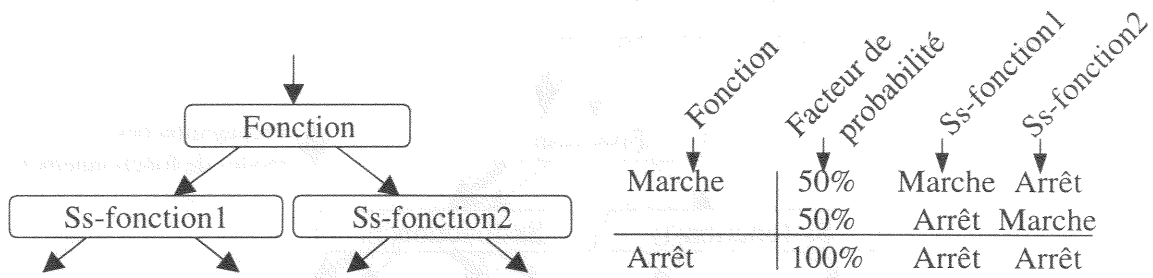 Fonction
Ss-fonction1
Ss-fonction2
Fonction
Facteur de
probabilité
Ss-fonction1
Ss-fonction2
Marche 50% Marche Arrêt
50% Arrêt Marche
Arrêt 100% Arrêt Arrêt